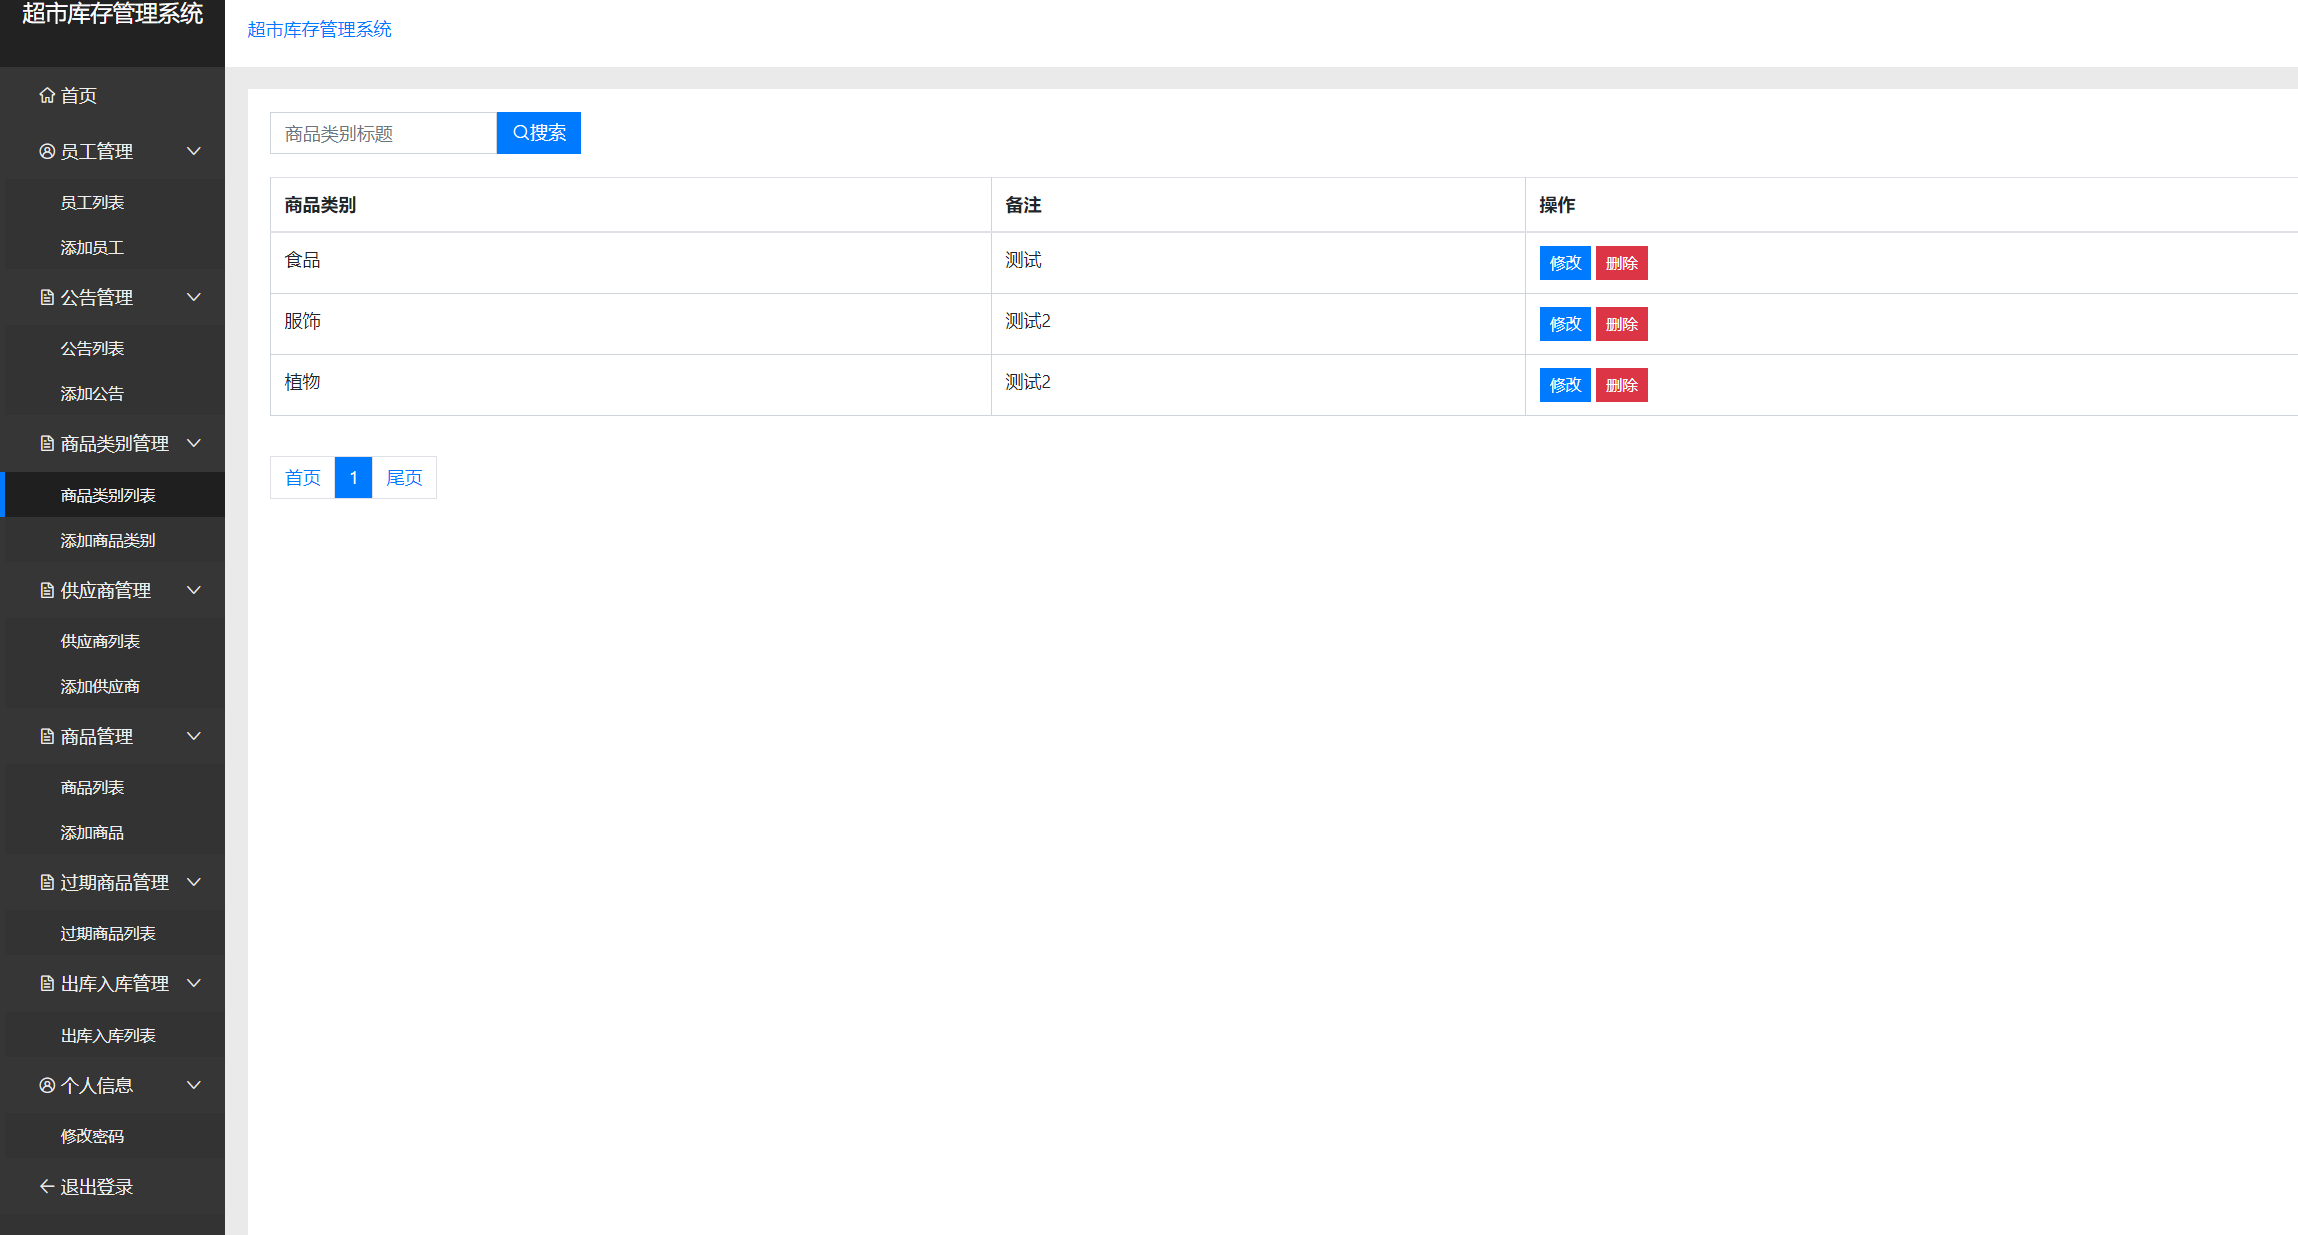 超市库存管理系统
首页
员工管理
员工列表
添加员工
公告管理
公告列表
添加公告
商品类别管理
商品类别列表
添加商品类别
供应商管理
供应商列表
添加供应商
商品管理
商品列表
添加商品
过期商品管理
过期商品列表
出库入库管理
出库入库列表
个人信息
修改密码
退出登录
超市库存管理系统
商品类别标题 搜索
商品类别 备注 操作
食品 测试 修改 删除
服饰 测试2 修改 删除
植物 测试2 修改 删除
首页 1 尾页